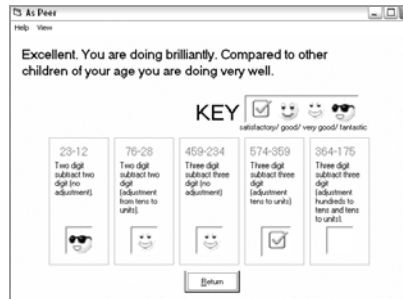 As Peer
Help View
Excellent. You are doing brilliantly. Compared to other
children of your age you are doing very well.
KEY
satisfactory/ good/ very good/ fantastic
23-12
Two digit
subtract two
digit (no
adjustment).
76-28
Two digit
subtract two
digit
(adjustment
from tens to
units).
459-234
Three digit
subtract three
digit (no
adjustment)
574-359
Three digit
subtract three
digit
(adjustment
tens to units)
364-175
Three digit
subtract three
digit
(adjustment
hundreds to
tens and tens
to units).
Return